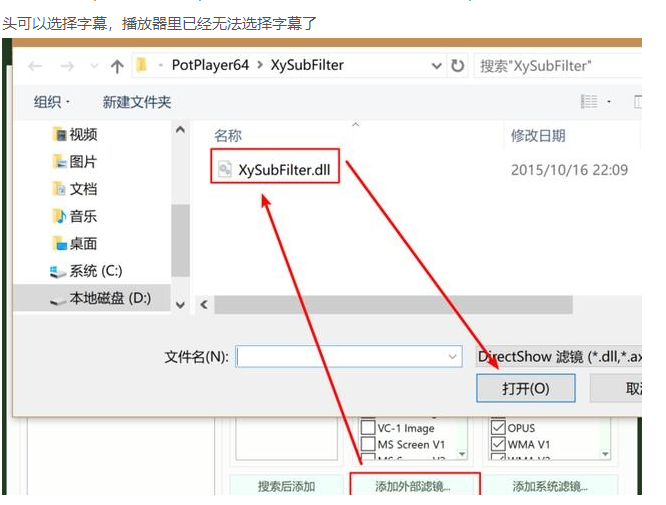 头可以选择字幕，播放器里已经无法选择字幕了
PotPlayer64 > XySubFilter
搜索"XySubFilter"
组织
新建文件夹
视频
图片
文档
音乐
桌面
系统 (C:)
本地磁盘 (D:)
名称
修改日期
XySubFilter.dll
2015/10/16 22:09
文件名(N):
DirectShow 滤镜 (*.dll,*.ax
打开(O)
取
VC-1 Image
MS Screen V1
OPUS
WMA V1
搜索后添加
添加外部滤镜...
添加系统滤镜...